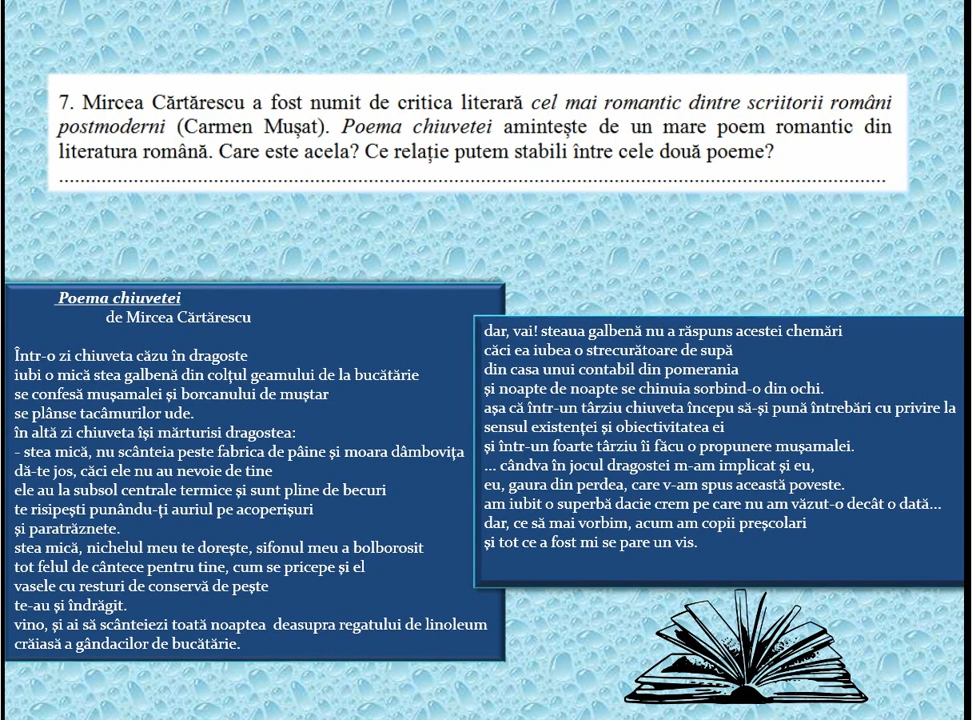 7. Mircea Cărtărescu a fost numit de critica literară cel mai romantic dintre scriitorii români
postmoderni (Carmen Mușat). Poema chiuvetei amintește de un mare poem romantic din
literatura română. Care este acela? Ce relație putem stabili între cele două poeme?
................................................................................................................................................................
Poema chiuvetei
de Mircea Cărtărescu
Într-o zi chiuveta căzu în dragoste
iubi o mică stea galbenă din colțul geamului de la bucătărie
se confesă mușamalei și borcanului de muștar
se plânse tacâmurilor ude.
în altă zi chiuveta își mărturisi dragostea:
- stea mică, nu scânteia peste fabrica de pâine și moara dâmbovița
dă-te jos, căci ele nu au nevoie de tine
ele au la subsol centrale termice și sunt pline de becuri
te risipești punându-ți auriul pe acoperișuri
și paratrăznete.
stea mică, nichelul meu te dorește, sifonul meu a bolborosit
tot felul de cântece pentru tine, cum se pricepe și el
vasele cu resturi de conservă de pește
te-au și îndrăgit.
vino, și ai să scânteiezi toată noaptea deasupra regatului de linoleum
crăiasă a gândacilor de bucătărie.
dar, vai! steaua galbenă nu a răspuns acestei chemări
căci ea iubea o strecurătoare de supă
din casa unui contabil din pomerania
și noapte de noapte se chinuia sorbind-o din ochi.
așa că într-un târziu chiuveta începu să-și pună întrebări cu privire la
sensul existenței și obiectivitatea ei
și într-un foarte târziu îi făcu o propunere mușamalei.
... cândva în jocul dragostei m-am implicat și eu,
eu, gaura din perdea, care v-am spus această poveste.
am iubit o superbă dacie crem pe care nu am văzut-o decât o dată...
dar, ce să mai vorbim, acum am copii preșcolari
și tot ce a fost mi se pare un vis.